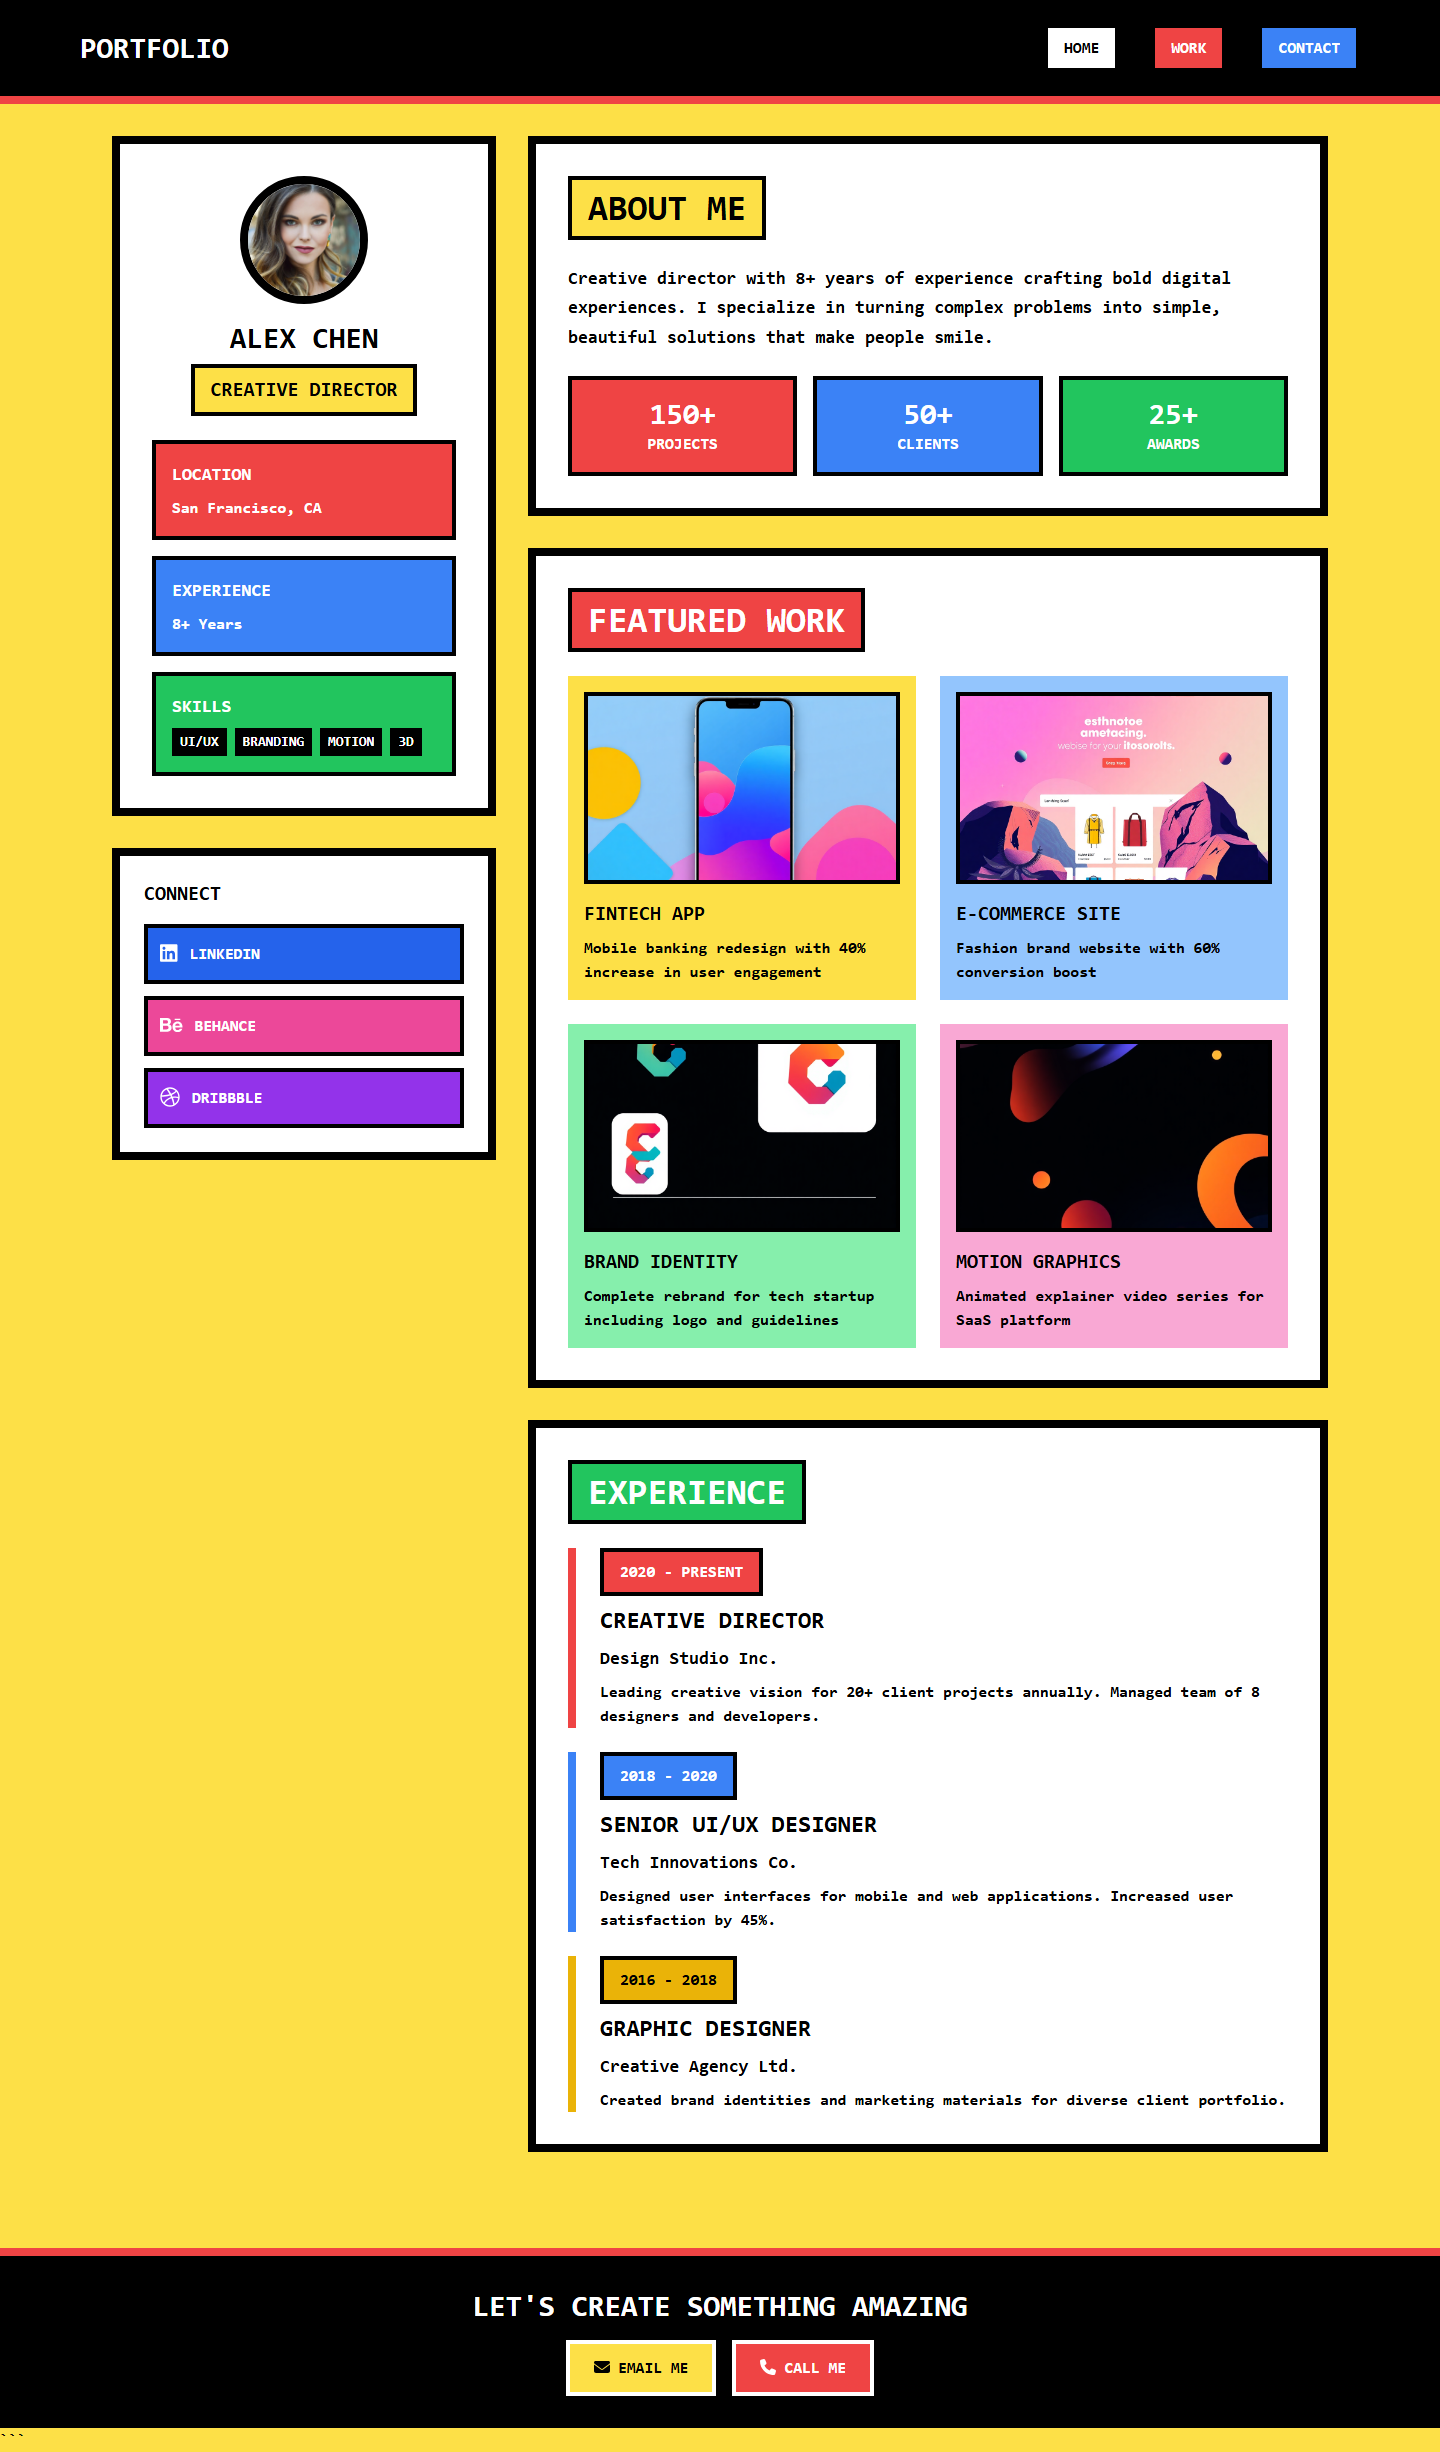 PORTFOLIO
HOME
WORK
CONTACT
ALEX CHEN
CREATIVE DIRECTOR
LOCATION
San Francisco, CA
EXPERIENCE
8+ Years
SKILLS
UI/UX
BRANDING
MOTION
3D
CONNECT
in LINKEDIN
Bē BEHANCE
DRIBBBLE
ABOUT ME
Creative director with 8+ years of experience crafting bold digital
experiences. I specialize in turning complex problems into simple,
beautiful solutions that make people smile.
150+
PROJECTS
50+
CLIENTS
25+
AWARDS
FEATURED WORK
esthnotoe
ametacing.
webise for your itosorolts.
FINTECH APP
Mobile banking redesign with 40%
increase in user engagement
E-COMMERCE SITE
Fashion brand website with 60%
conversion boost
BRAND IDENTITY
Complete rebrand for tech startup
including logo and guidelines
MOTION GRAPHICS
Animated explainer video series for
SaaS platform
EXPERIENCE
2020 - PRESENT
CREATIVE DIRECTOR
Design Studio Inc.
Leading creative vision for 20+ client projects annually. Managed team of 8
designers and developers.
2018 - 2020
SENIOR UI/UX DESIGNER
Tech Innovations Co.
Designed user interfaces for mobile and web applications. Increased user
satisfaction by 45%.
2016 - 2018
GRAPHIC DESIGNER
Creative Agency Ltd.
Created brand identities and marketing materials for diverse client portfolio.
LET'S CREATE SOMETHING AMAZING
EMAIL ME
CALL ME
```